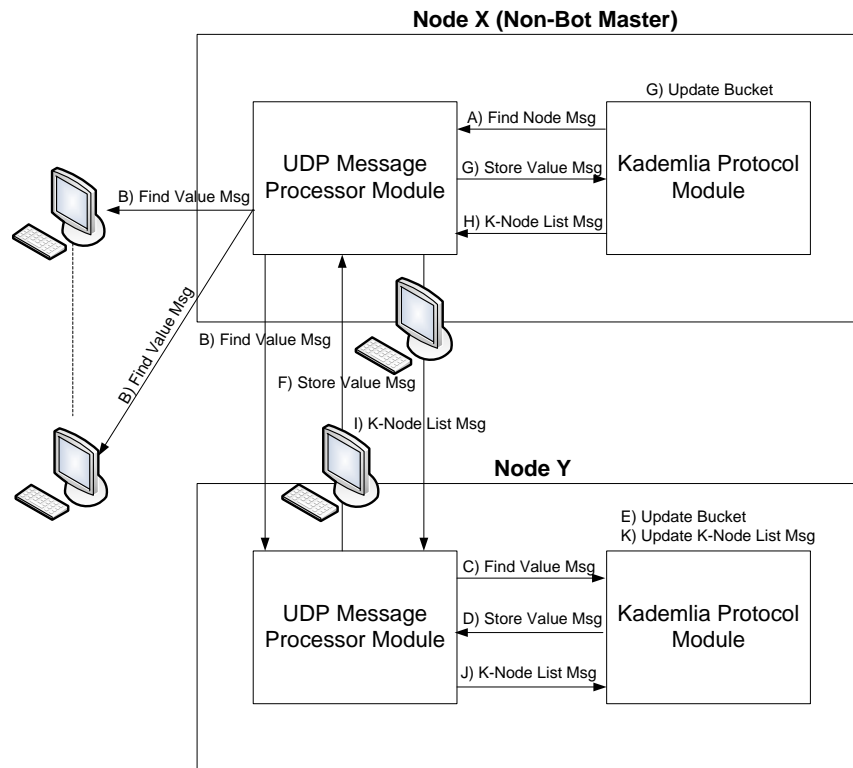 Node X (Non-Bot Master)
G) Update Bucket
A) Find Node Msg
UDP Message
Processor Module
G) Store Value Msg
Kademlia Protocol
Module
B) Find Value Msg
H) K-Node List Msg
B) Find Value Msg
B) Find Value Msg
F) Store Value Msg
I) K-Node List Msg
Node Y
E) Update Bucket
K) Update K-Node List Msg
C) Find Value Msg
UDP Message
Processor Module
D) Store Value Msg
Kademlia Protocol
Module
J) K-Node List Msg